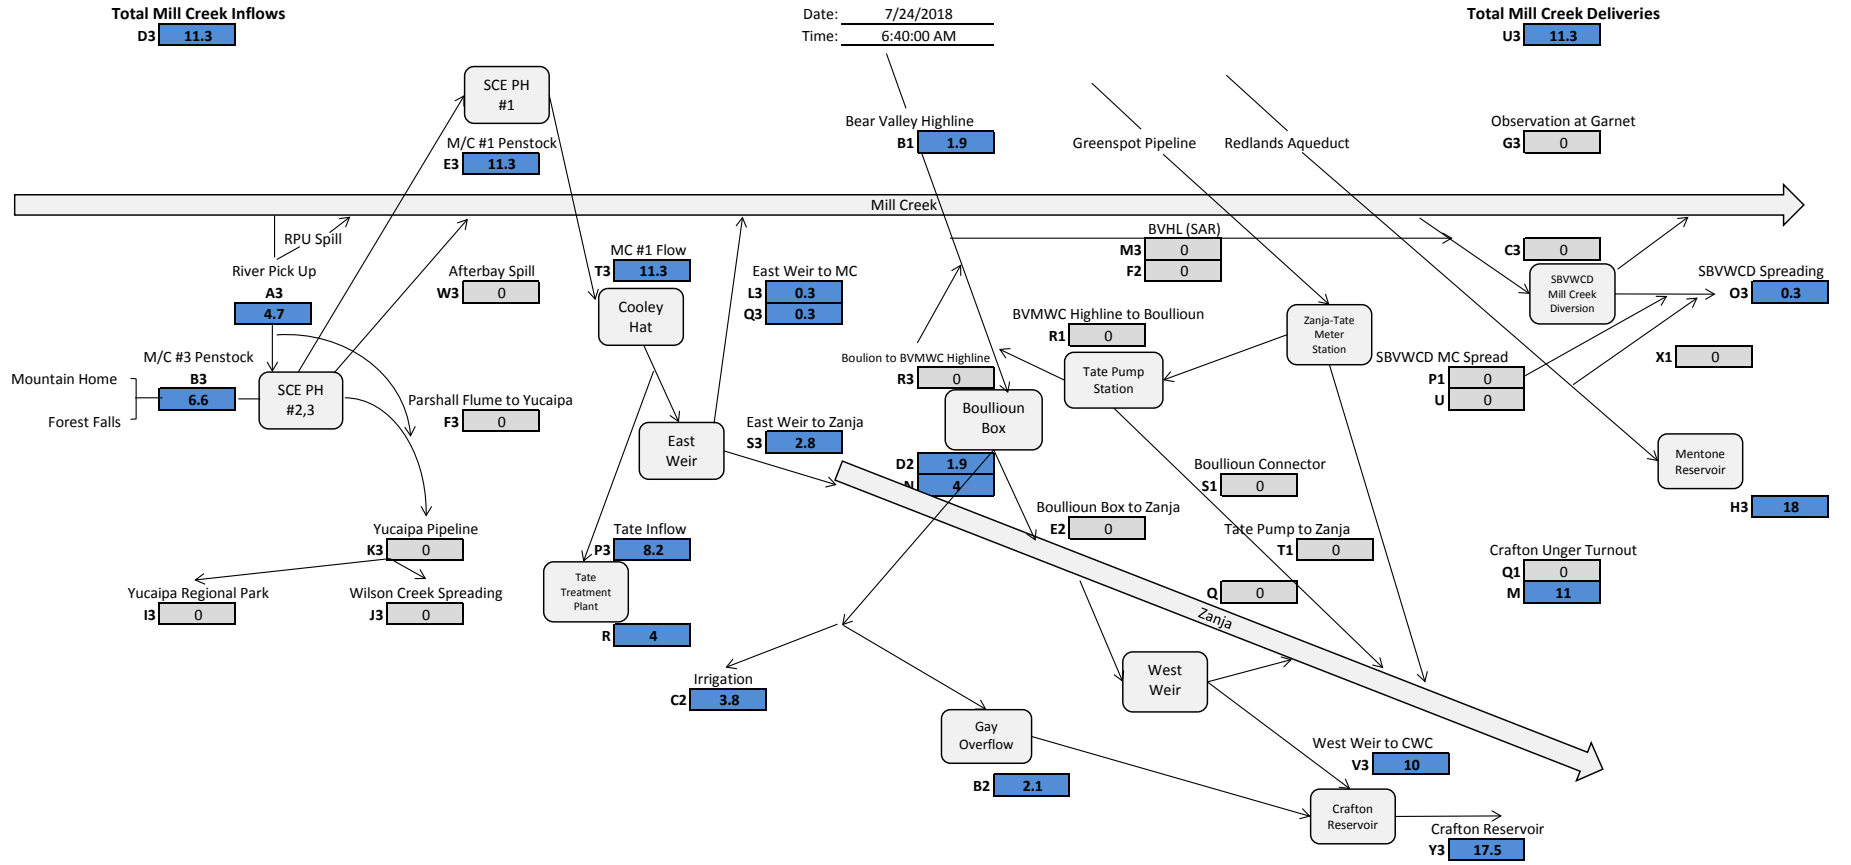 Total Mill Creek Inflows
D3 11.3
Date: 7/24/2018
Time: 6:40:00 AM
Total Mill Creek Deliveries
U3 11.3
SCE PH
#1
M/C #1 Penstock
E3 11.3
Bear Valley Highline
B1 1.9
Greenspot Pipeline
Redlands Aqueduct
Observation at Garnet
G3 0
Mill Creek
RPU Spill
River Pick Up
A3
4.7
Afterbay Spill
W3 0
MC #1 Flow
T3 11.3
Cooley
Hat
East Weir to MC
L3 0.3
Q3 0.3
BVHL (SAR)
M3 0
F2 0
C3 0
SBVWCD
Mill Creek
Diversion
SBVWCD Spreading
O3 0.3
BVMWC Highline to Boullioun
R1 0
Zanja-Tate
Meter
Station
Boulion to BVMWC Highline
R3 0
Tate Pump
Station
SBVWCD MC Spread
P1 0
U 0
X1 0
M/C #3 Penstock
B3
6.6
Mountain Home
Forest Falls
SCE PH
#2,3
Parshall Flume to Yucaipa
F3 0
East
Weir
East Weir to Zanja
S3 2.8
Boullioun
Box
D2 1.9
N 4
Boullioun Connector
S1 0
Mentone
Reservoir
H3 18
Boullioun Box to Zanja
E2 0
Tate Pump to Zanja
T1 0
Yucaipa Pipeline
K3 0
Tate Inflow
P3 8.2
Tate
Treatment
Plant
R 4
Crafton Unger Turnout
Q1 0
M 11
Yucaipa Regional Park
I3 0
Wilson Creek Spreading
J3 0
Q 0
Zanja
Irrigation
C2 3.8
West
Weir
Gay
Overflow
B2 2.1
West Weir to CWC
V3 10
Crafton
Reservoir
Crafton Reservoir
Y3 17.5